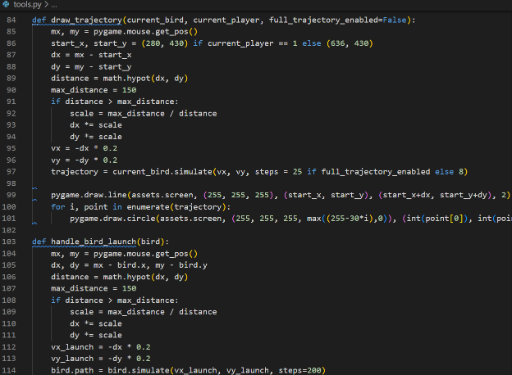 tools.py > ...
84 def draw_trajectory(current_bird, current_player, full_trajectory_enabled=False):
85 mx, my = pygame.mouse.get_pos()
86 start_x, start_y = (280, 430) if current_player == 1 else (636, 430)
87 dx = mx - start_x
88 dy = my - start_y
89 distance = math.hypot(dx, dy)
90 max_distance = 150
91 if distance > max_distance:
92 scale = max_distance / distance
93 dx *= scale
94 dy *= scale
95 vx = -dx * 0.2
96 vy = -dy * 0.2
97 trajectory = current_bird.simulate(vx, vy, steps = 25 if full_trajectory_enabled else 8)
98
99 pygame.draw.line(assets.screen, (255, 255, 255), (start_x, start_y), (start_x+dx, start_y+dy), 2)
100 for i, point in enumerate(trajectory):
101 pygame.draw.circle(assets.screen, (255, 255, 255, max((255-30*i),0)), (int(point[0]), int(poi
102
103 def handle_bird_launch(bird):
104 mx, my = pygame.mouse.get_pos()
105 dx, dy = mx - bird.x, my - bird.y
106 distance = math.hypot(dx, dy)
107 max_distance = 150
108 if distance > max_distance:
109 scale = max_distance / distance
110 dx *= scale
111 dy *= scale
112 vx_launch = -dx * 0.2
113 vy_launch = -dy * 0.2
114 bird.path = bird.simulate(vx_launch, vy_launch, steps=200)